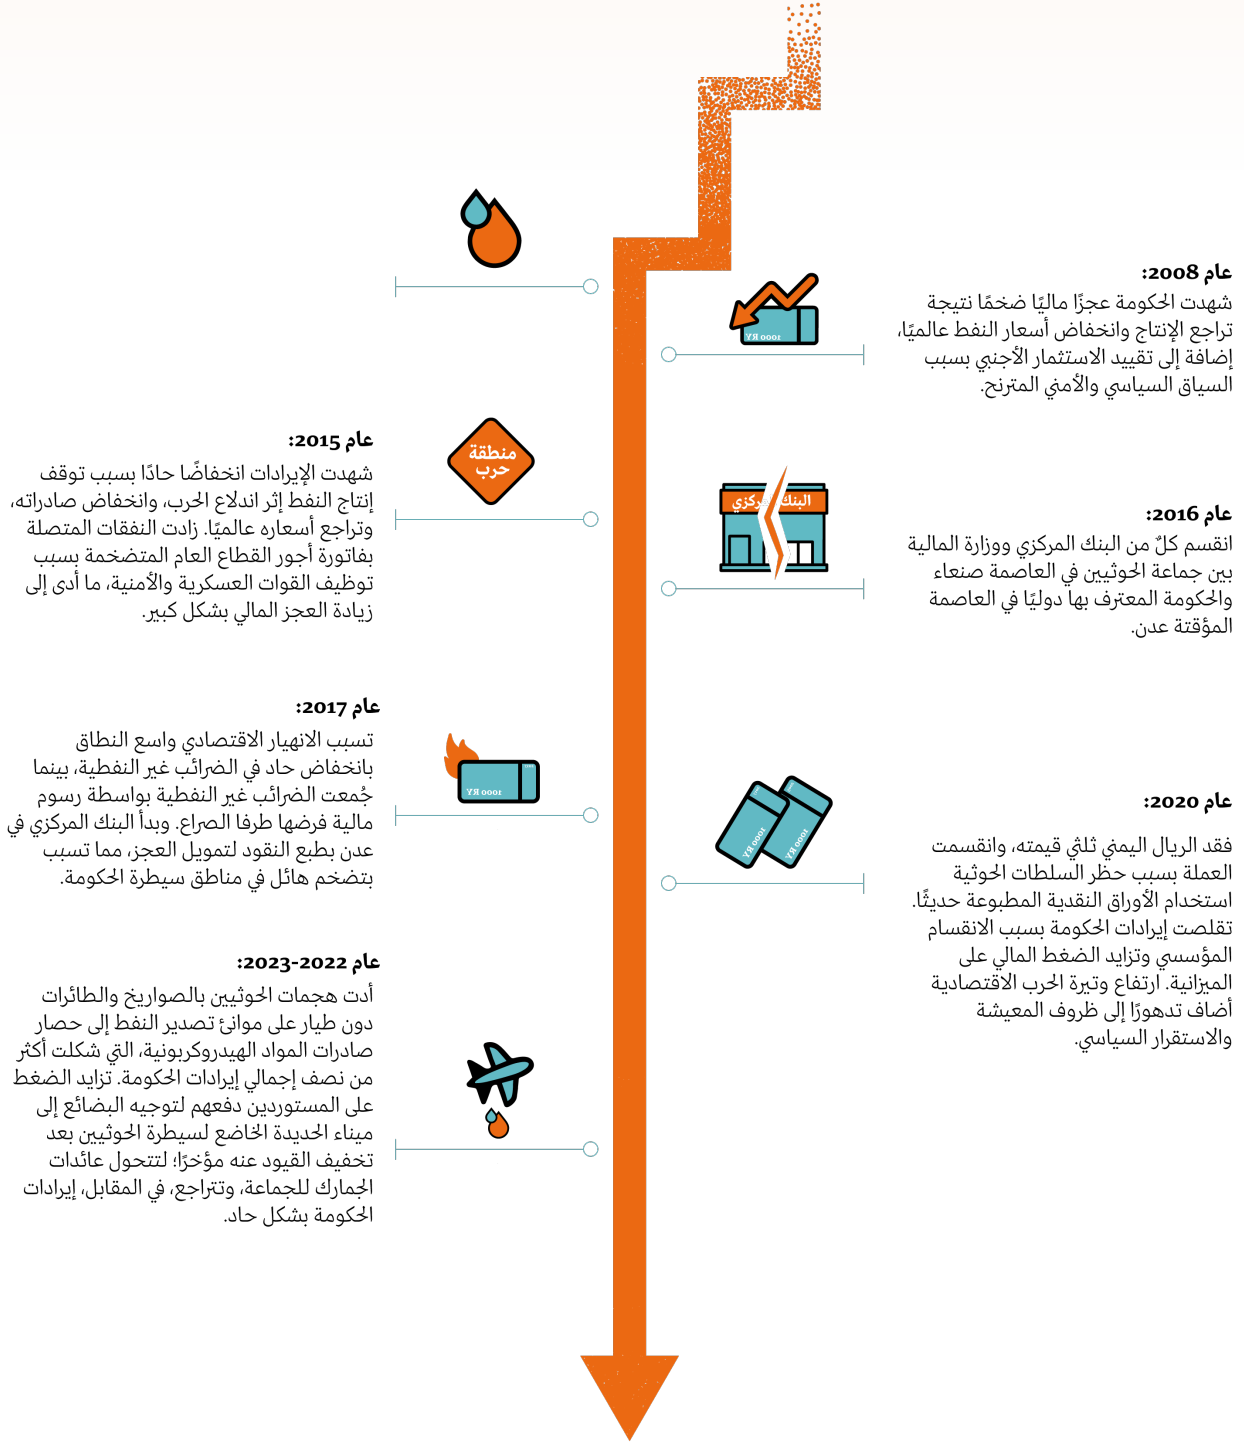 عام 2008:
شهدت الحكومة عجزًا ماليًا ضخمًا نتيجة
تراجع الإنتاج وانخفاض أسعار النفط عالميًا،
إضافة إلى تقييد الاستثمار الأجنبي بسبب
السياق السياسي والأمني المترنح.
1000 RY
عام 2015:
شهدت الإيرادات انخفاضًا حادًا بسبب توقف
إنتاج النفط إثر اندلاع الحرب، وانخفاض صادراته،
وتراجع أسعاره عالميًا. زادت النفقات المتصلة
بفاتورة أجور القطاع العام المتضخمة بسبب
توظيف القوات العسكرية والأمنية، ما أدى إلى
زيادة العجز المالي بشكل كبير.
منطقة
حرب
عام 2016:
انقسم كلٌ من البنك المركزي ووزارة المالية
بين جماعة الحوثيين في العاصمة صنعاء
والحكومة المعترف بها دوليًا في العاصمة
المؤقتة عدن.
البنك ركزي
عام 2017:
تسبب الانهيار الاقتصادي واسع النطاق
بانخفاض حاد في الضرائب غير النفطية، بينما
جُمعت الضرائب غير النفطية بواسطة رسوم
مالية فرضها طرفا الصراع. وبدأ البنك المركزي في
عدن بطبع النقود لتمويل العجز، مما تسبب
بتضخم هائل في مناطق سيطرة الحكومة.
1000 RY
عام 2020:
فقد الريال اليمني ثلثي قيمته، وانقسمت
العملة بسبب حظر السلطات الحوثية
استخدام الأوراق النقدية المطبوعة حديثًا.
تقلصت إيرادات الحكومة بسبب الانقسام
المؤسسي وتزايد الضغط المالي على
الميزانية. ارتفاع وتيرة الحرب الاقتصادية
أضاف تدهورًا إلى ظروف المعيشة
والاستقرار السياسي.
1000 RY
1000 RY
عام 2022-2023:
أدت هجمات الحوثيين بالصواريخ والطائرات
دون طيار على موانئ تصدير النفط إلى حصار
صادرات المواد الهيدروكربونية، التي شكلت أكثر
من نصف إجمالي إيرادات الحكومة. تزايد الضغط
على المستوردين دفعهم لتوجيه البضائع إلى
ميناء الحديدة الخاضع لسيطرة الحوثيين بعد
تخفيف القيود عنه مؤخرًا؛ لتتحول عائدات
الجمارك للجماعة، وتتراجع، في المقابل، إيرادات
الحكومة بشكل حاد.